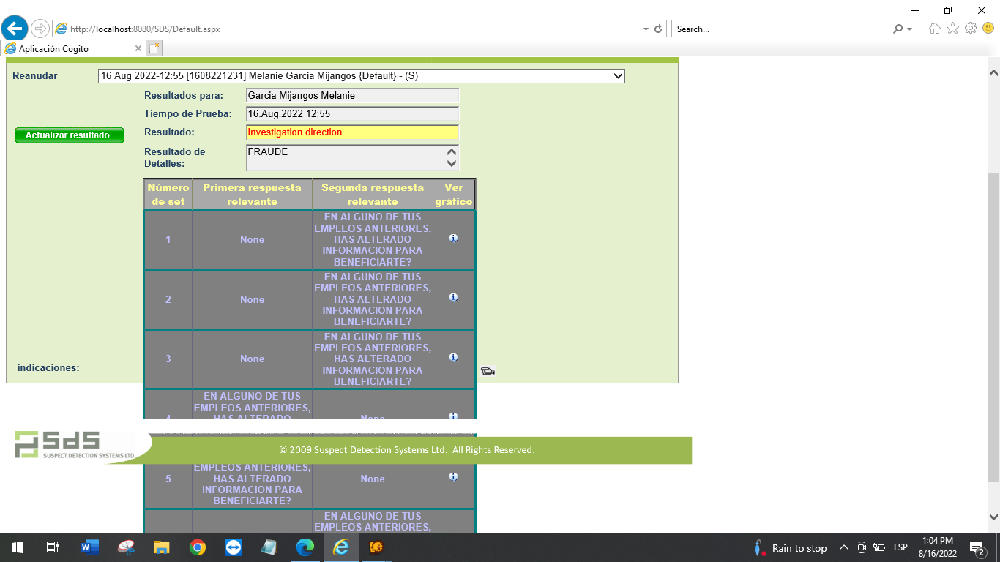 http://localhost:8080/SDS/Default.aspx
Search...
Aplicación Cogito
Reanudar
16 Aug 2022-12:55 [1608221231] Melanie Garcia Mijangos {Default} - (S)
Resultados para:
Garcia Mijangos Melanie
Tiempo de Prueba:
16.Aug.2022 12:55
Actualizar resultado
Resultado:
Investigation direction
Resultado de
Detalles:
FRAUDE
Número
de set
Primera respuesta
relevante
Segunda respuesta
relevante
Ver
gráfico
1
None
EN ALGUNO DE TUS
EMPLEOS ANTERIORES,
HAS ALTERADO
INFORMACION PARA
BENEFICIARTE?
2
None
EN ALGUNO DE TUS
EMPLEOS ANTERIORES,
HAS ALTERADO
INFORMACION PARA
BENEFICIARTE?
3
None
EN ALGUNO DE TUS
EMPLEOS ANTERIORES,
HAS ALTERADO
INFORMACION PARA
BENEFICIARTE?
indicaciones:
4
EN ALGUNO DE TUS
EMPLEOS ANTERIORES,
HAS ALTERADO
None
SDS
SUSPECT DETECTION SYSTEMS LTD.
© 2009 Suspect Detection Systems Ltd. All Rights Reserved.
5
EMPLEOS ANTERIORES,
HAS ALTERADO
INFORMACION PARA
BENEFICIARTE?
None
EN ALGUNO DE TUS
EMPLEOS ANTERIORES,
Rain to stop
ESP
1:04 PM
8/16/2022
2